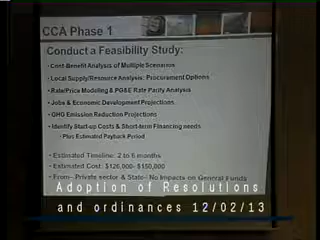 CCA Phase 1
Conduct a Feasibility Study:
• Cost-Benefit Analysis of Multiple Scenarios
• Local Supply/Resource Analysis: Procurement Options
• Rate/Price Modeling & PG&E Rate Parity Analysis
• Jobs & Economic Development Projections
• GHG Emission Reduction Projections
• Identify Start-up Costs & Short-term Financing needs
• Plus Estimated Payback Period
• Estimated Timeline: 2 to 6 months
• Estimated Cost: $126,000- $150,000
• From– Private sector & State– No Impacts on General Funds
Adoption of Resolutions
and ordinances 12/02/13